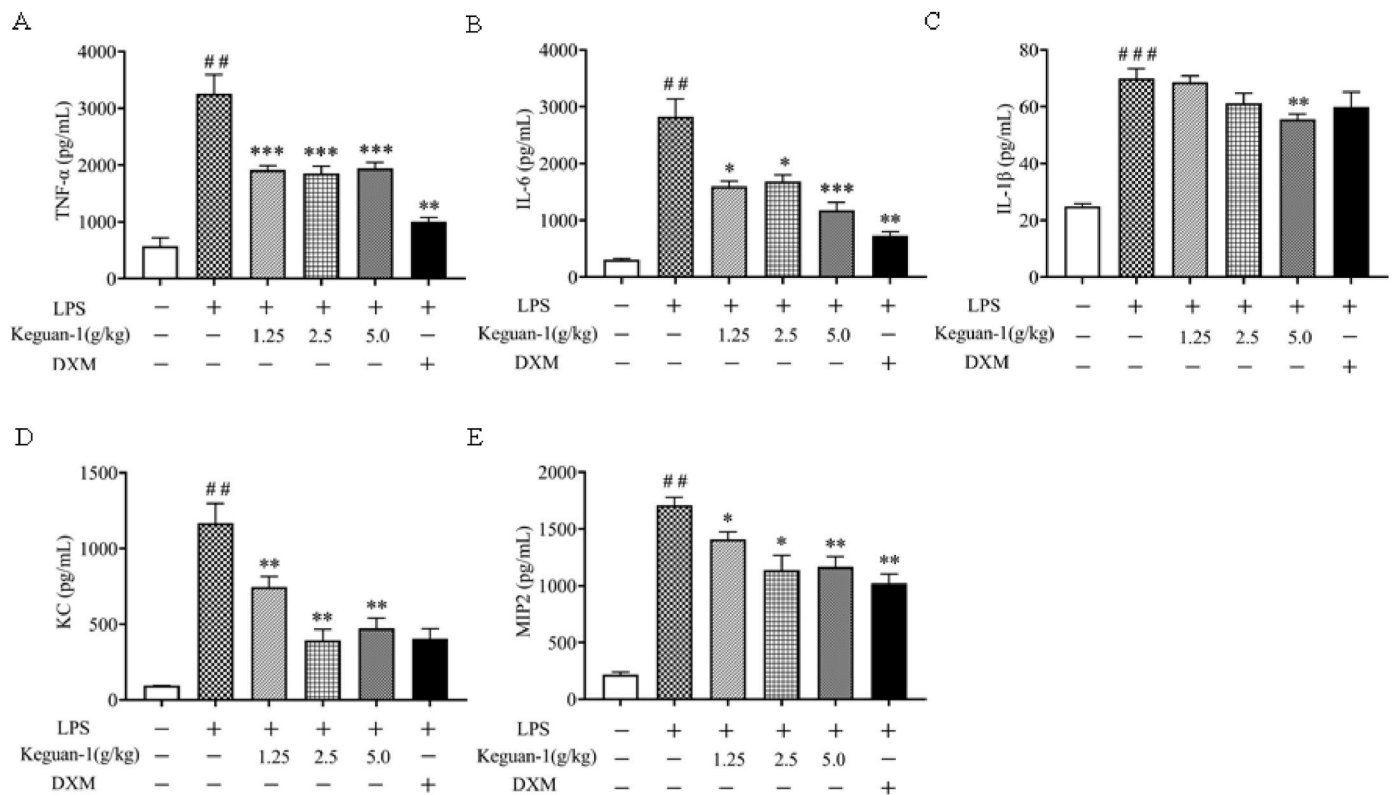 A
4000
3000
2000
1000
0
TNF-α (pg/mL)
##
***
***
***
**
LPS − + + + + +
Keguan-1(g/kg) − − 1.25 2.5 5.0 −
DXM − − − − − +
B
4000
3000
2000
1000
0
IL-6 (pg/mL)
##
*
*
***
**
LPS − + + + + +
Keguan-1(g/kg) − − 1.25 2.5 5.0 −
DXM − − − − − +
C
80
60
40
20
0
IL-1β (pg/mL)
###
**
LPS − + + + + +
Keguan-1(g/kg) − − 1.25 2.5 5.0 −
DXM − − − − − +
D
1500
1000
500
0
KC (pg/mL)
##
**
**
**
LPS − + + + + +
Keguan-1(g/kg) − − 1.25 2.5 5.0 −
DXM − − − − − +
E
2000
1500
1000
500
0
MIP2 (pg/mL)
##
*
*
**
**
LPS − + + + + +
Keguan-1(g/kg) − − 1.25 2.5 5.0 −
DXM − − − − − +